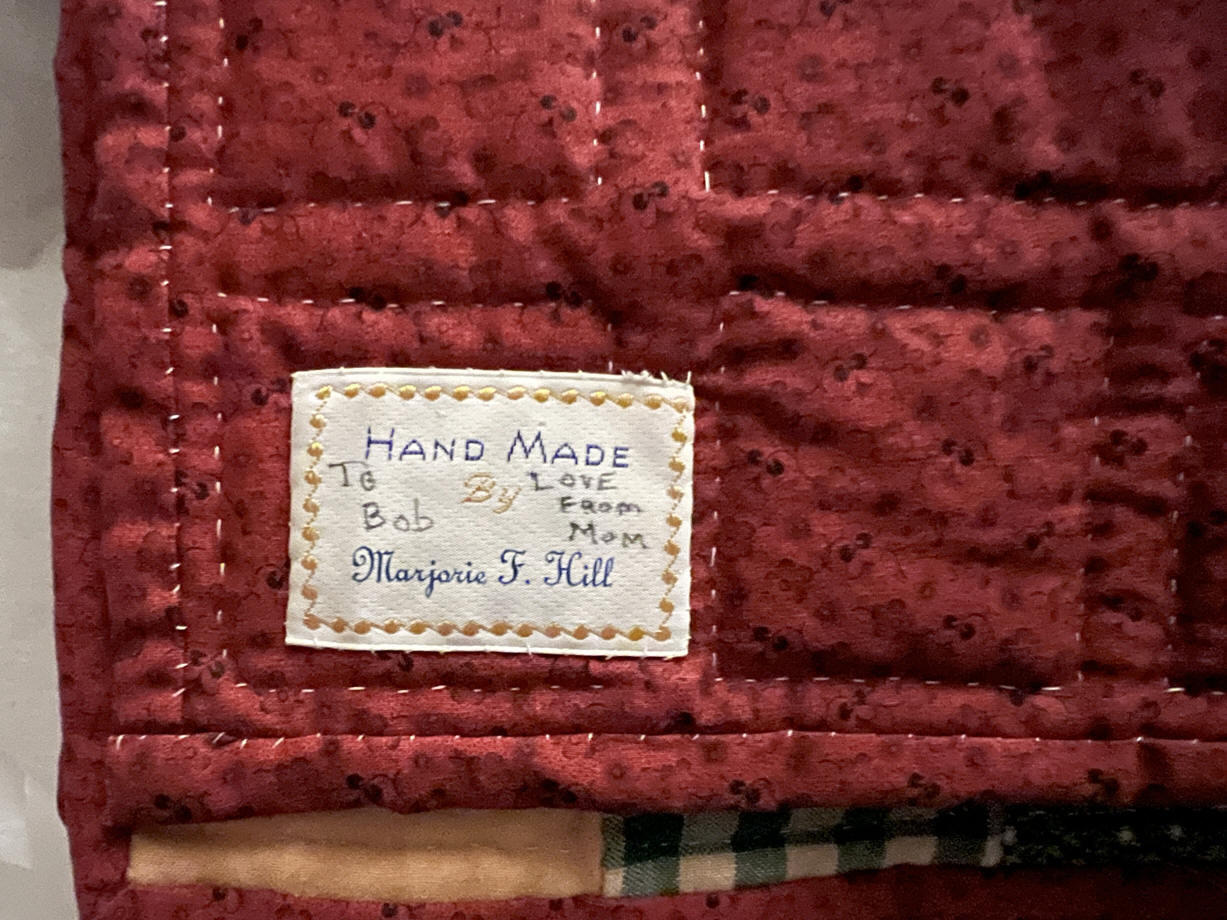 HAND MADE
To
Bob
By
LOVE
FROM
MOM
Marjorie F. Hill